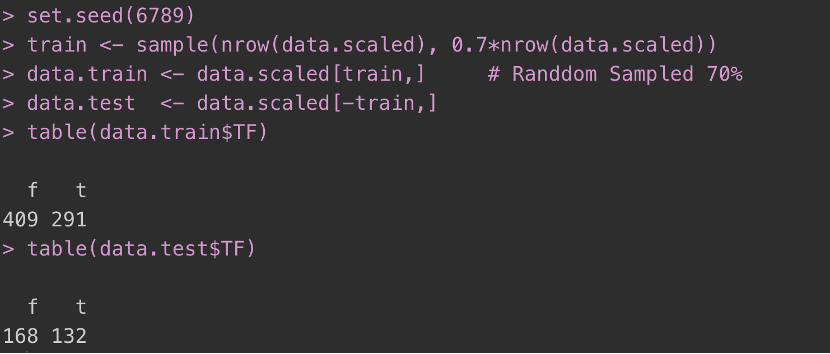 > set.seed(6789)
> train <- sample(nrow(data.scaled), 0.7*nrow(data.scaled))
> data.train <- data.scaled[train,]     # Randdom Sampled 70%
> data.test  <- data.scaled[-train,]
> table(data.train$TF)

  f   t
409 291
> table(data.test$TF)

  f   t
168 132